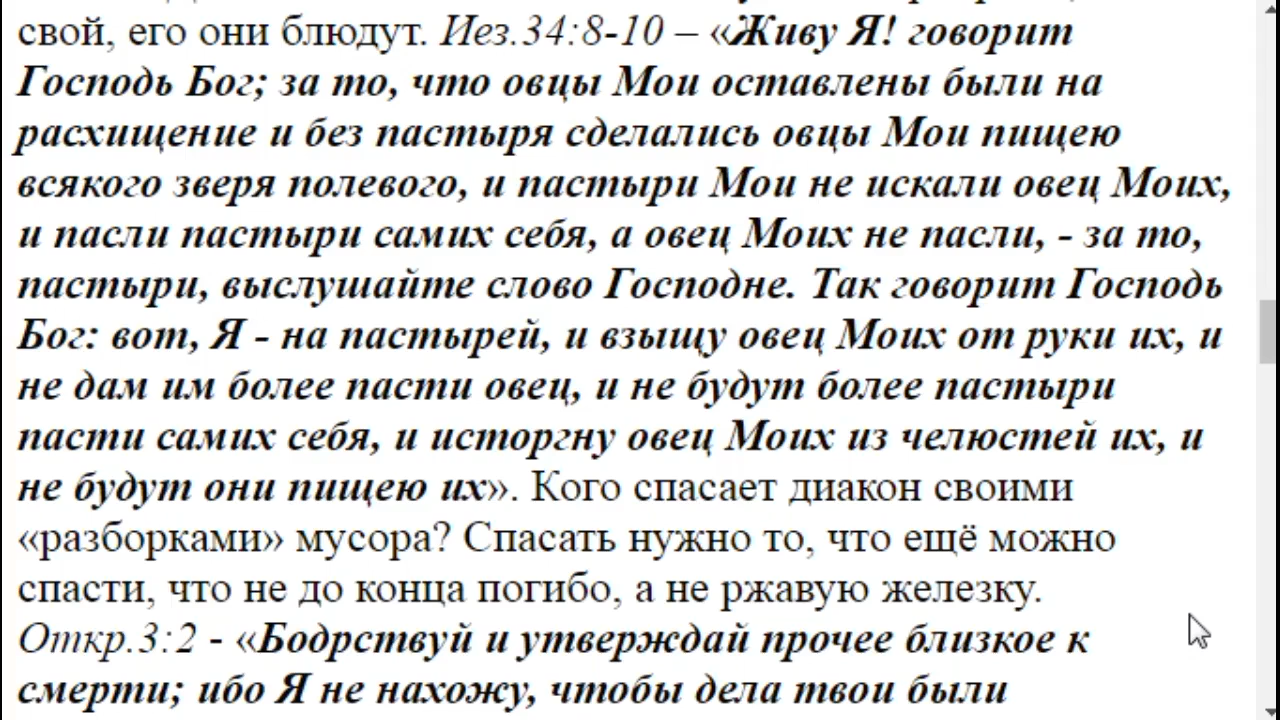 свой, его они блюдут. Иез.34:8-10 – «Живу Я! говорит
Господь Бог; за то, что овцы Мои оставлены были на
расхищение и без пастыря сделались овцы Мои пищею
всякого зверя полевого, и пастыри Мои не искали овец Моих,
и пасли пастыри самих себя, а овец Моих не пасли, - за то,
пастыри, выслушайте слово Господне. Так говорит Господь
Бог: вот, Я - на пастырей, и взыщу овец Моих от руки их, и
не дам им более пасти овец, и не будут более пастыри
пасти самих себя, и исторгну овец Моих из челюстей их, и
не будут они пищею их». Кого спасает диакон своими
«разборками» мусора? Спасать нужно то, что ещё можно
спасти, что не до конца погибо, а не ржавую железку.
Откр.3:2 - «Бодрствуй и утверждай прочее близкое к
смерти; ибо Я не нахожу, чтобы дела твои были